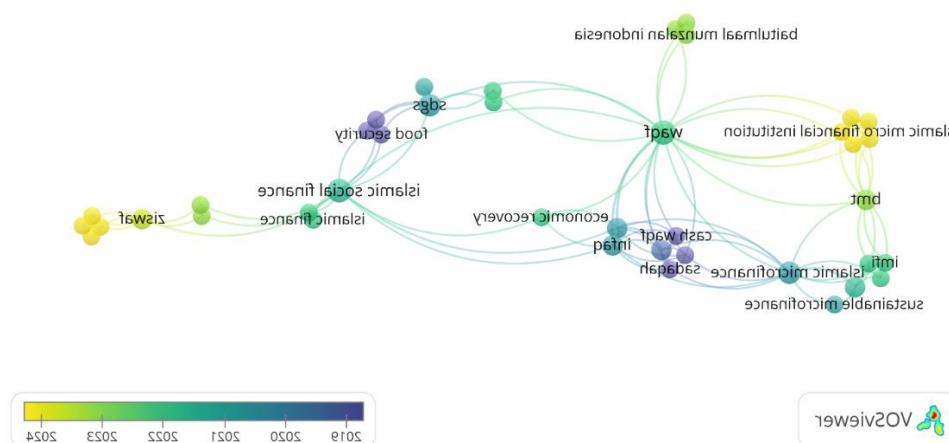 baitulmaal munzalan indonesia
sdgs
food security
waqf
islamic micro financial institution
islamic social finance
bmt
ziswaf
islamic finance
economic recovery
infaq
cash waqf
sadaqah
islamic microfinance
imfi
sustainable microfinance
2024 2023 2022 2021 2020 2019
VOSviewer